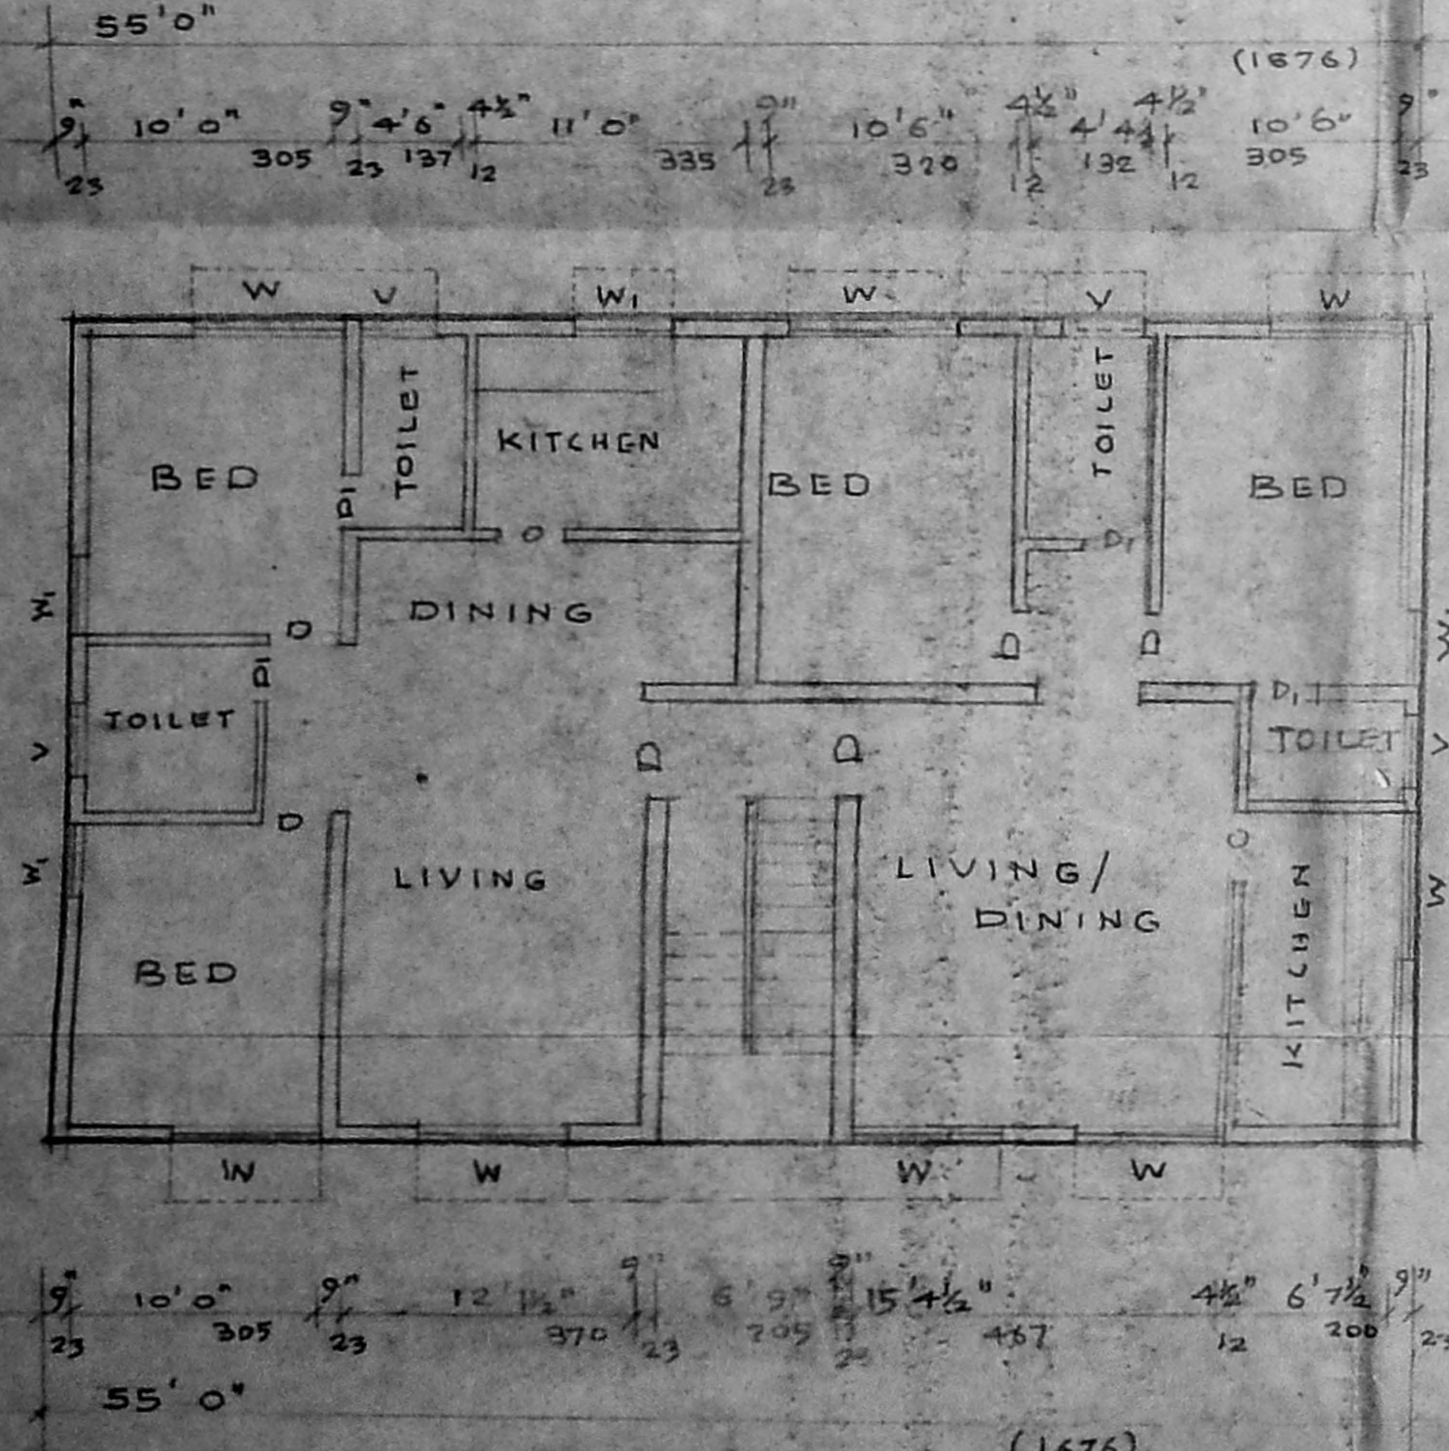 55'0"
(1676)
9" 10'0" 9" 4'6" 4½" 11'0" 9" 10'6" 4½" 4'4½ 4½" 10'6" 9"
23 305 23 137 12 335 23 320 12 132 12 305 23
W V W1 W V W
TOILET TOILET
KITCHEN
BED BED BED
D1
O D1
W1 DINING
D D D W
D1 D1
TOILET TOILET
V D D V
D O
W1 LIVING LIVING/ W
DINING KITCHEN
BED
W W W W
9" 10'0" 9" 12'1½" 9" 6'9" 9" 15'4½" 4½" 6'7½" 9"
23 305 23 370 23 205 467 12 200 23
55'0"
(1676)